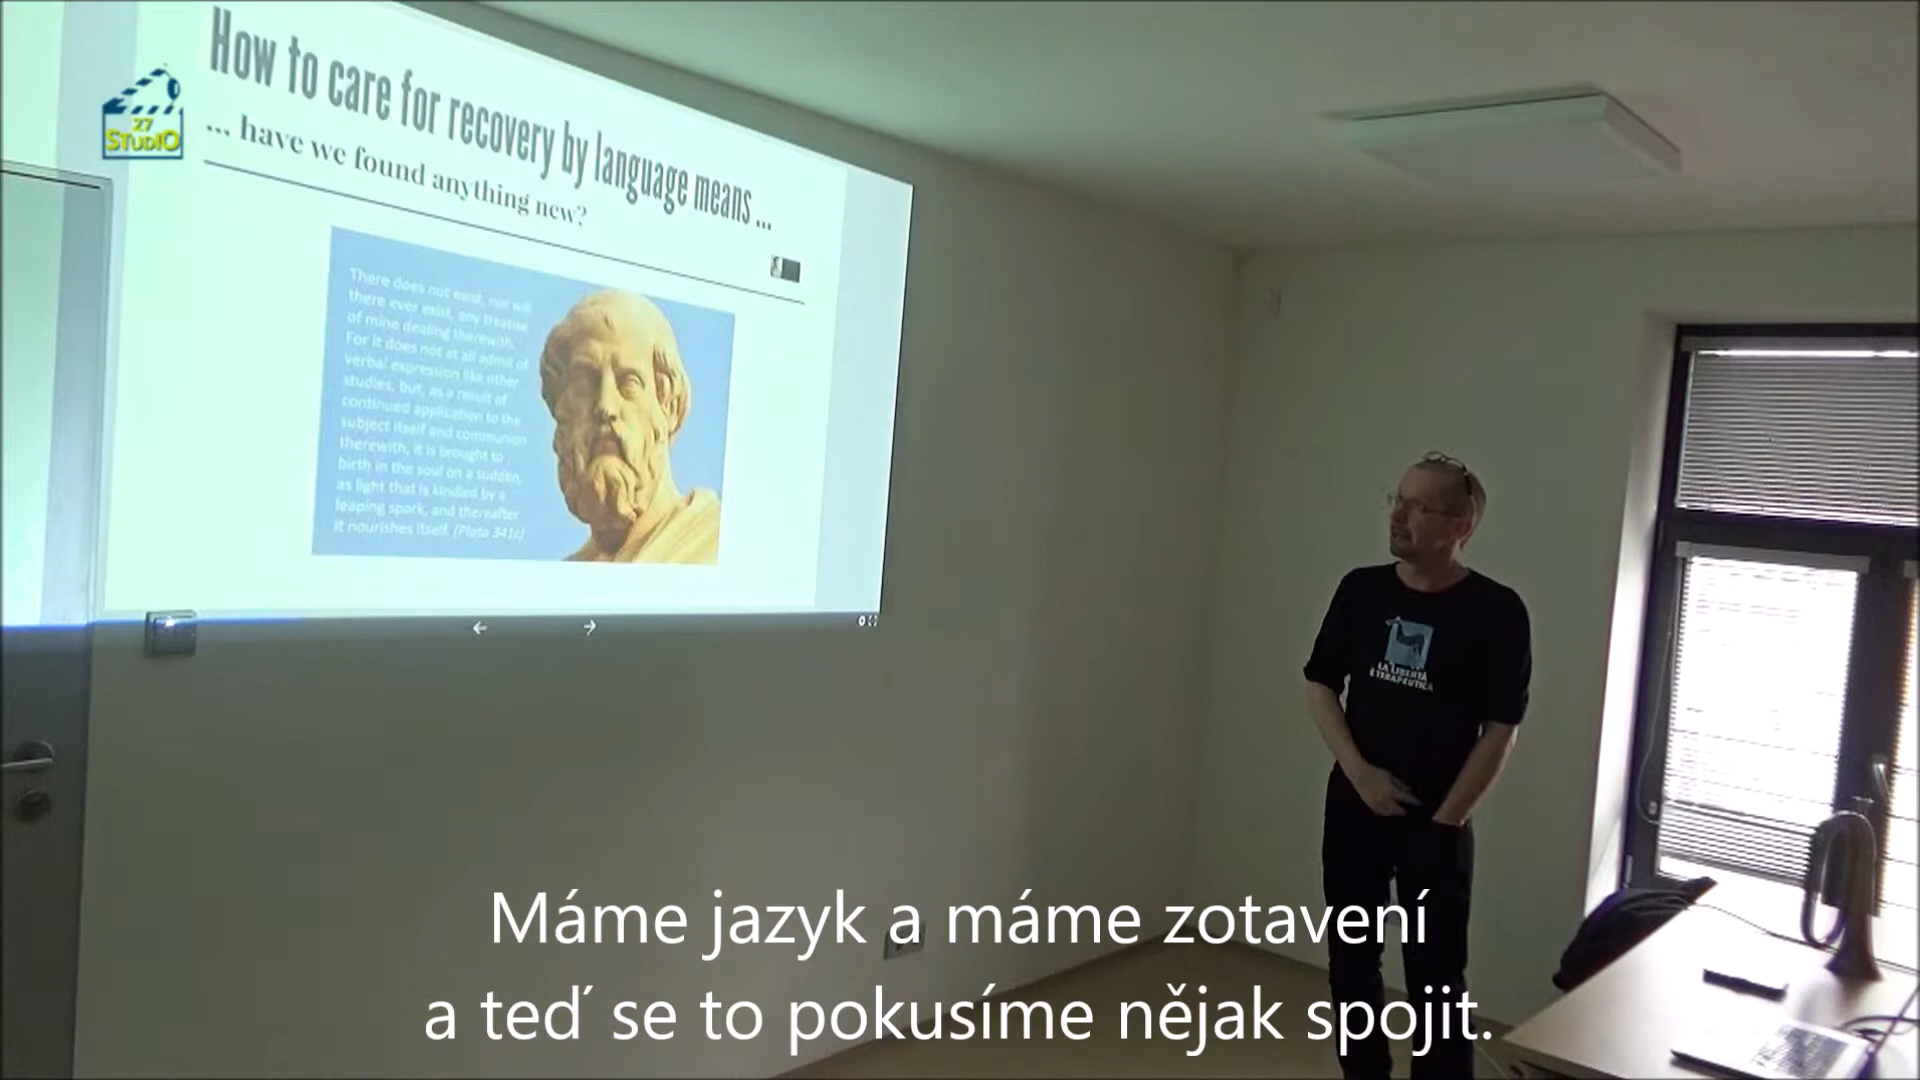 How to care for recovery by language means ...
... have we found anything new?
27
STUDIO
There does not exist, nor will
there ever exist, any treatise
of mine dealing therewith.
For it does not at all admit of
verbal expression like other
studies, but, as a result of
continued application to the
subject itself and communion
therewith, it is brought to
birth in the soul on a sudden,
as light that is kindled by a
leaping spark, and thereafter
it nourishes itself. (Plato 341c)
LA LIBERTÀ
È TERAPEUTICA
Máme jazyk a máme zotavení
a teď se to pokusíme nějak spojit.